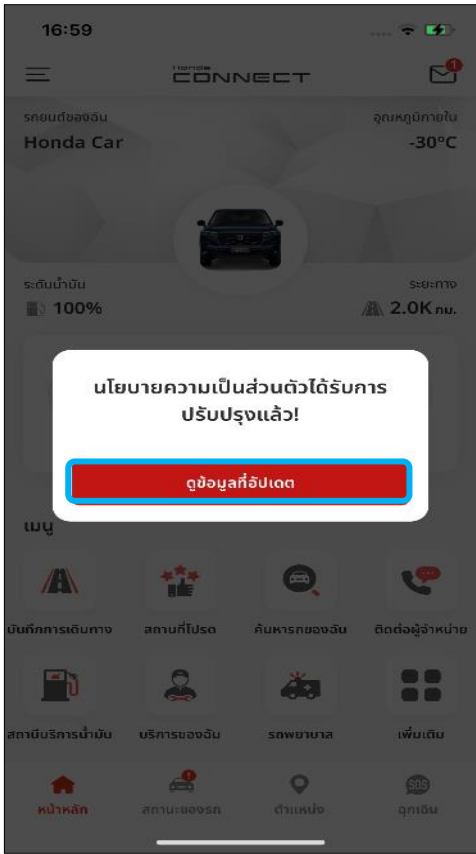 16:59
Honda
CONNECT
1
รถยนต์ของฉัน
อุณหภูมิภายใน
Honda Car
-30°C
ระดับน้ำมัน
ระยะทาง
100%
2.0K กม.
นโยบายความเป็นส่วนตัวได้รับการ
ปรับปรุงแล้ว!
ดูข้อมูลที่อัปเดต
เมนู
บันทึกการเดินทาง
สถานที่โปรด
ค้นหารถของฉัน
ติดต่อผู้จำหน่าย
สถานีบริการน้ำมัน
บริการของฉัน
รถพยาบาล
เพิ่มเติม
หน้าหลัก
สถานะของรถ
ตำแหน่ง
SOS
ฉุกเฉิน